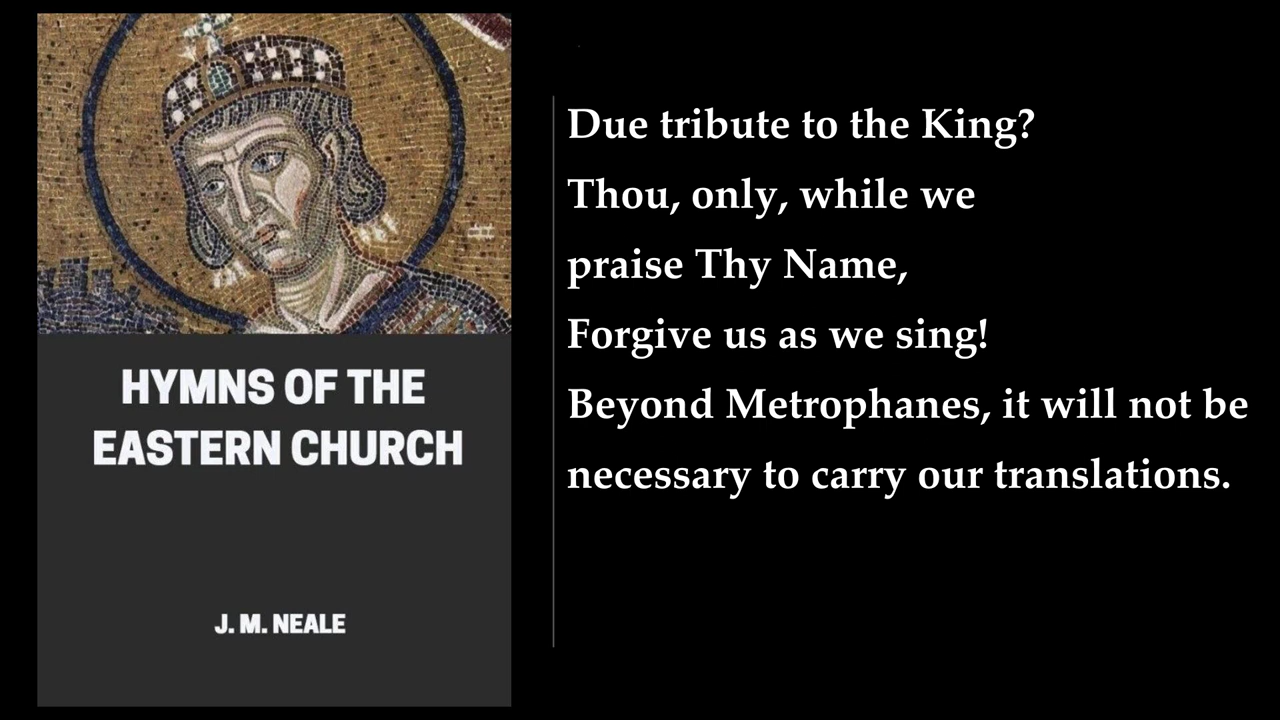 HYMNS OF THE
EASTERN CHURCH
J. M. NEALE
Due tribute to the King?
Thou, only, while we
praise Thy Name,
Forgive us as we sing!
Beyond Metrophanes, it will not be
necessary to carry our translations.